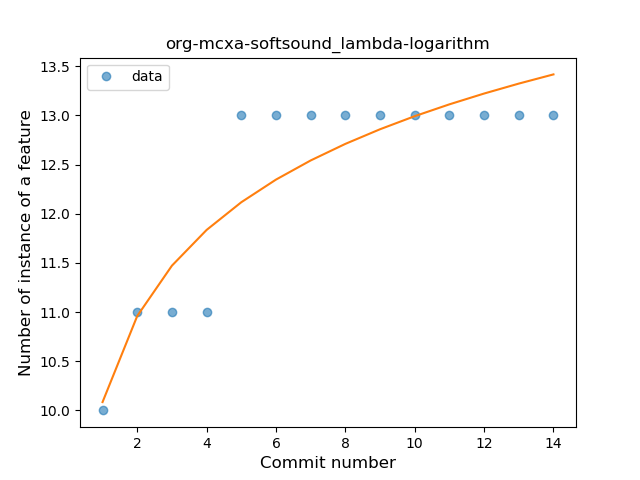 org-mcxa-softsound_lambda-logarithm
data
Number of instance of a feature
13.5
13.0
12.5
12.0
11.5
11.0
10.5
10.0
2 4 6 8 10 12 14
Commit number